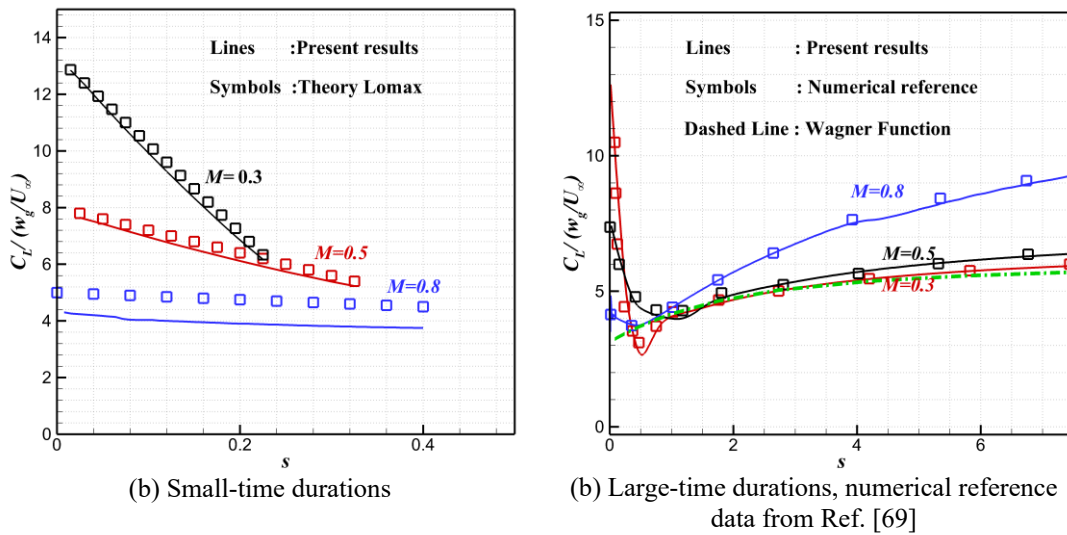 14
12
10
8
6
4
2
0
C_L / (w_g/U_∞)
Lines :Present results
Symbols :Theory Lomax
M= 0.3
M=0.5
M=0.8
0
0.2
0.4
s
(b) Small-time durations
15
10
5
0
C_L / (w_g/U_∞)
Lines : Present results
Symbols : Numerical reference
Dashed Line : Wagner Function
M=0.8
M=0.5
M=0.3
0
2
4
6
s
(b) Large-time durations, numerical reference
data from Ref. [69]